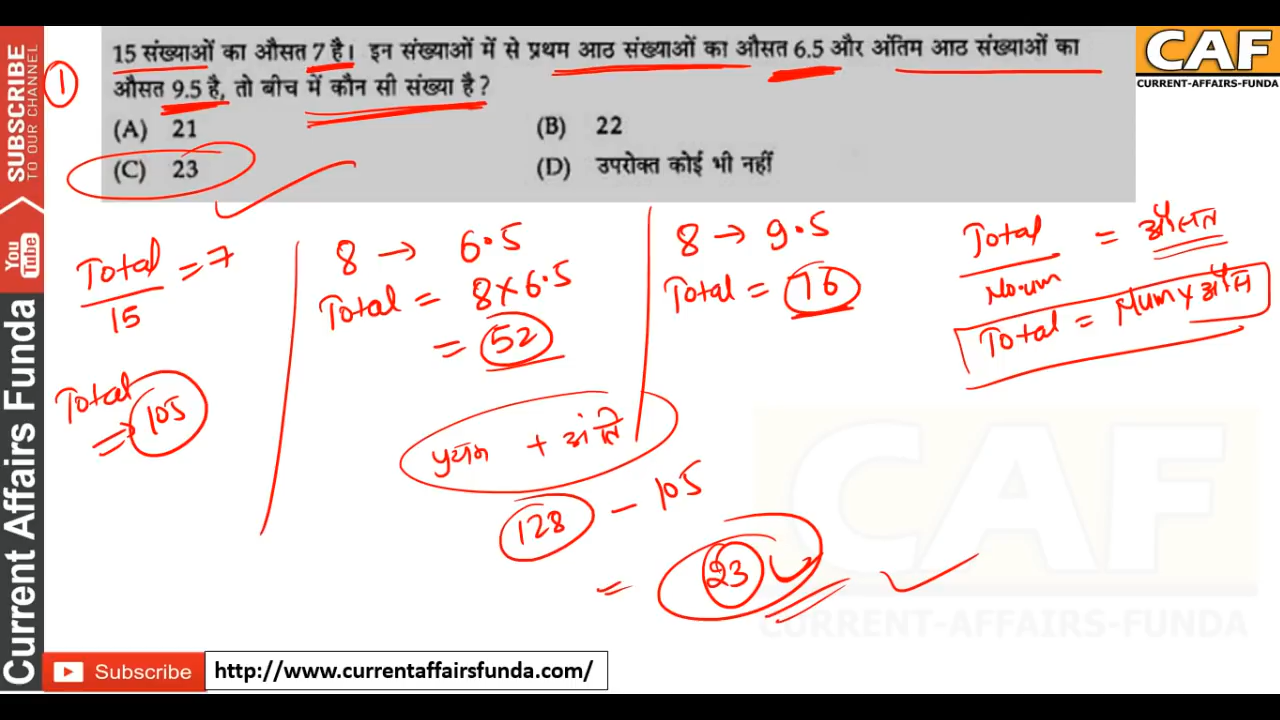 15 संख्याओं का औसत 7 है। इन संख्याओं में से प्रथम आठ संख्याओं का औसत 6.5 और अंतिम आठ संख्याओं का
औसत 9.5 है, तो बीच में कौन सी संख्या है ?
(A) 21
(B) 22
(C) 23
(D) उपरोक्त कोई भी नहीं
1
CAF
CURRENT-AFFAIRS-FUNDA
SUBSCRIBE
TO OUR CHANNEL
You
Tube
Current Affairs Funda
Total/15 = 7
Total
=> 105
8 → 6.5
Total = 8×6.5
= 52
8 → 9.5
Total = 76
Total = औसत
Total = Num × औस
प्रथम + अंति
128 - 105
= 23
CAF
CURRENT-AFFAIRS-FUNDA
Subscribe
http://www.currentaffairsfunda.com/